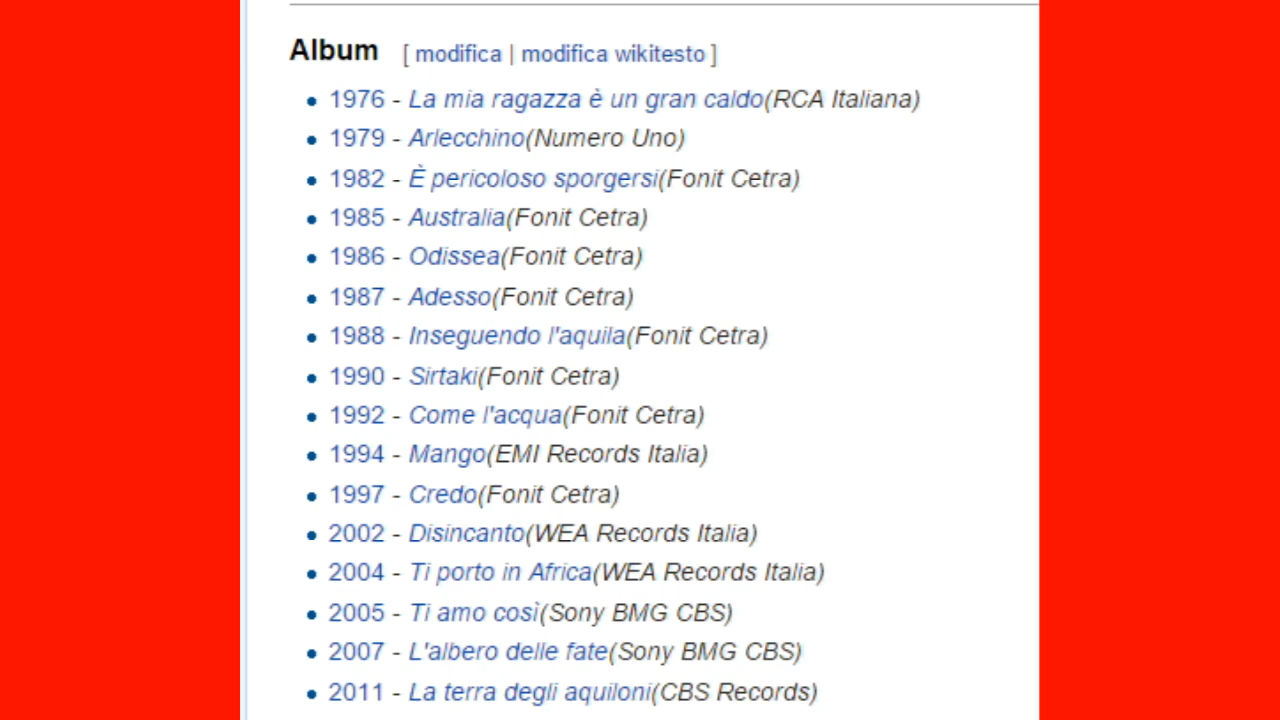 Album [ modifica | modifica wikitesto ]
1976 - La mia ragazza è un gran caldo(RCA Italiana)
1979 - Arlecchino(Numero Uno)
1982 - È pericoloso sporgersi(Fonit Cetra)
1985 - Australia(Fonit Cetra)
1986 - Odissea(Fonit Cetra)
1987 - Adesso(Fonit Cetra)
1988 - Inseguendo l'aquila(Fonit Cetra)
1990 - Sirtaki(Fonit Cetra)
1992 - Come l'acqua(Fonit Cetra)
1994 - Mango(EMI Records Italia)
1997 - Credo(Fonit Cetra)
2002 - Disincanto(WEA Records Italia)
2004 - Ti porto in Africa(WEA Records Italia)
2005 - Ti amo così(Sony BMG CBS)
2007 - L'albero delle fate(Sony BMG CBS)
2011 - La terra degli aquiloni(CBS Records)